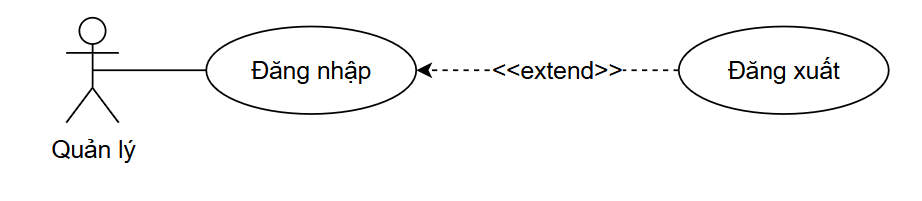 Đăng nhập
<<extend>>
Đăng xuất
Quản lý